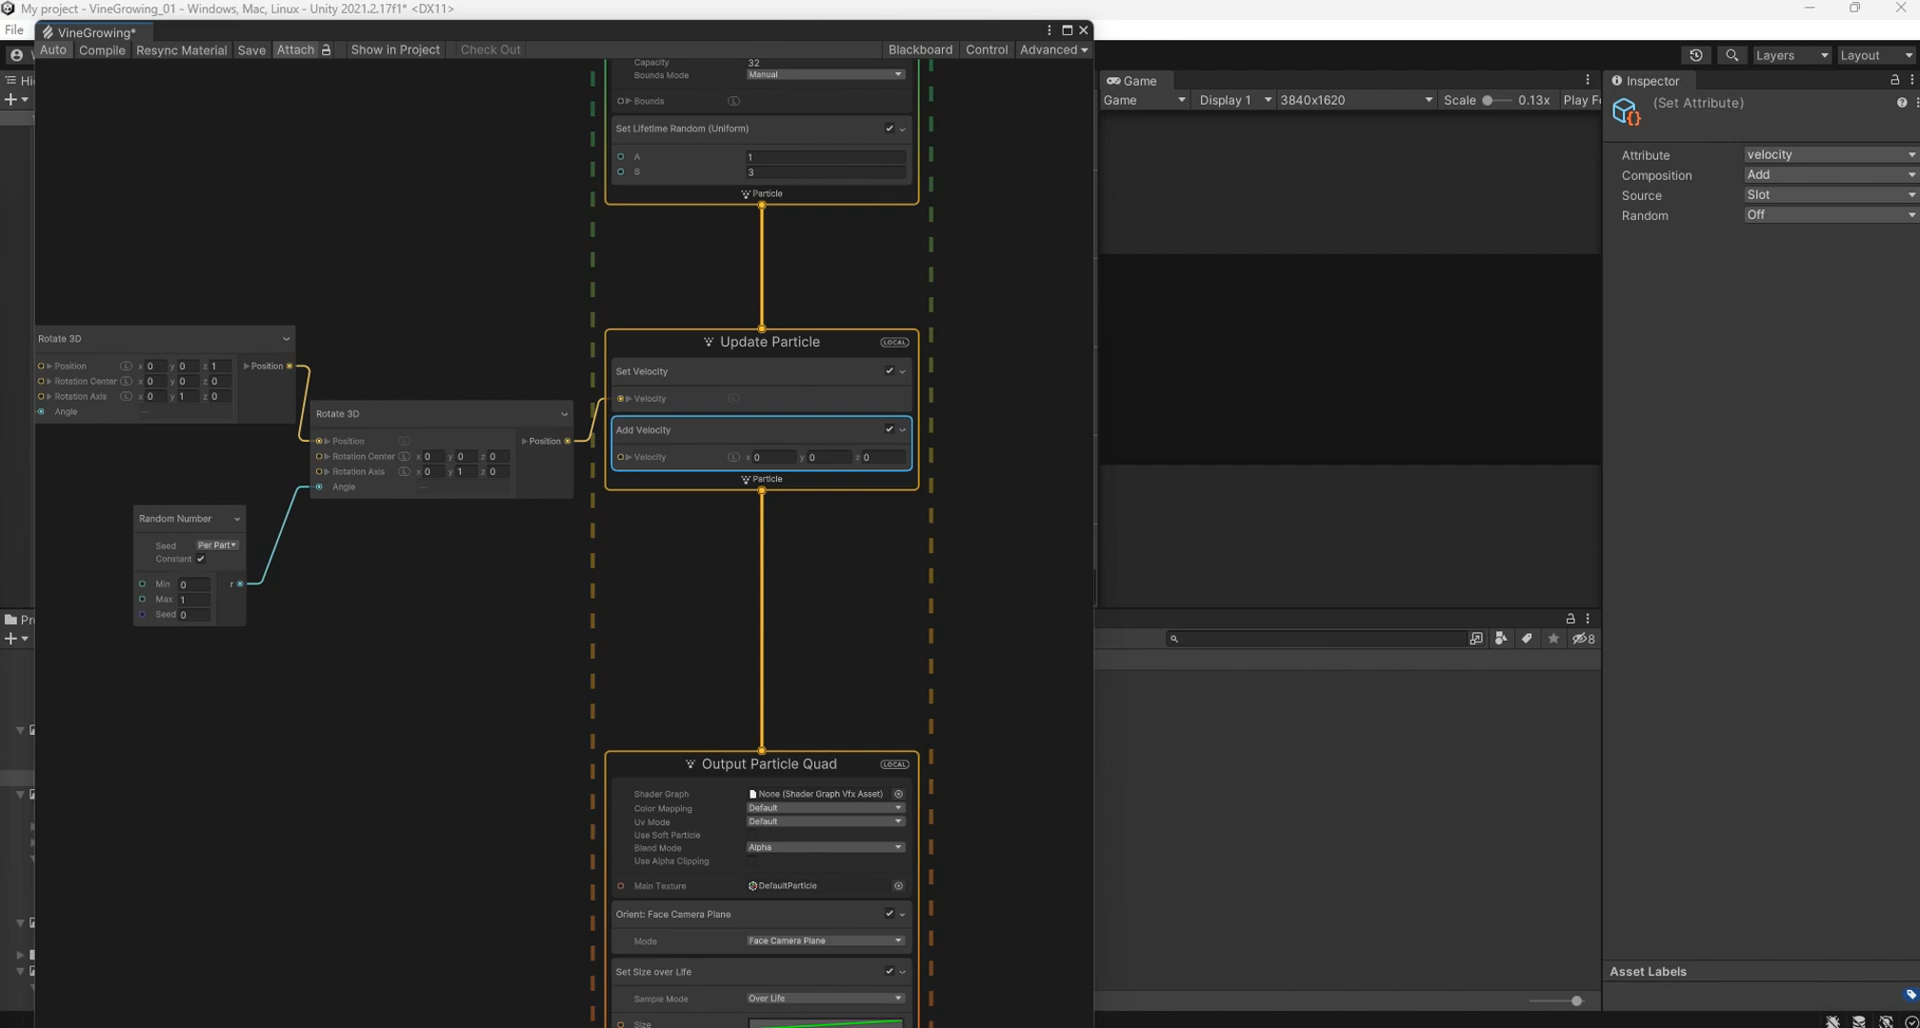 My project - VineGrowing_01 - Windows, Mac, Linux - Unity 2021.2.17f1* <DX11>
File
VineGrowing*
Auto Compile Resync Material Save Attach Show in Project Check Out Blackboard Control Advanced
Layers Layout
Capacity 32
Bounds Mode Manual
Bounds L
Set Lifetime Random (Uniform)
A 1
B 3
Particle
Update Particle LOCAL
Set Velocity
Velocity L
Add Velocity
Velocity L x 0 y 0 z 0
Particle
Rotate 3D
Position L x 0 y 0 z 1 Position
Rotation Center L x 0 y 0 z 0
Rotation Axis L x 0 y 1 z 0
Angle
Rotate 3D
Position L Position
Rotation Center L x 0 y 0 z 0
Rotation Axis L x 0 y 1 z 0
Angle
Random Number
Seed Per Part
Constant
Min 0 r
Max 1
Seed 0
Output Particle Quad LOCAL
Shader Graph None (Shader Graph Vfx Asset)
Color Mapping Default
Uv Mode Default
Use Soft Particle
Blend Mode Alpha
Use Alpha Clipping
Main Texture DefaultParticle
Orient: Face Camera Plane
Mode Face Camera Plane
Set Size over Life
Sample Mode Over Life
Size
Game
Game Display 1 3840x1620 Scale 0.13x Play Fo
8
Inspector
(Set Attribute)
Attribute velocity
Composition Add
Source Slot
Random Off
Asset Labels